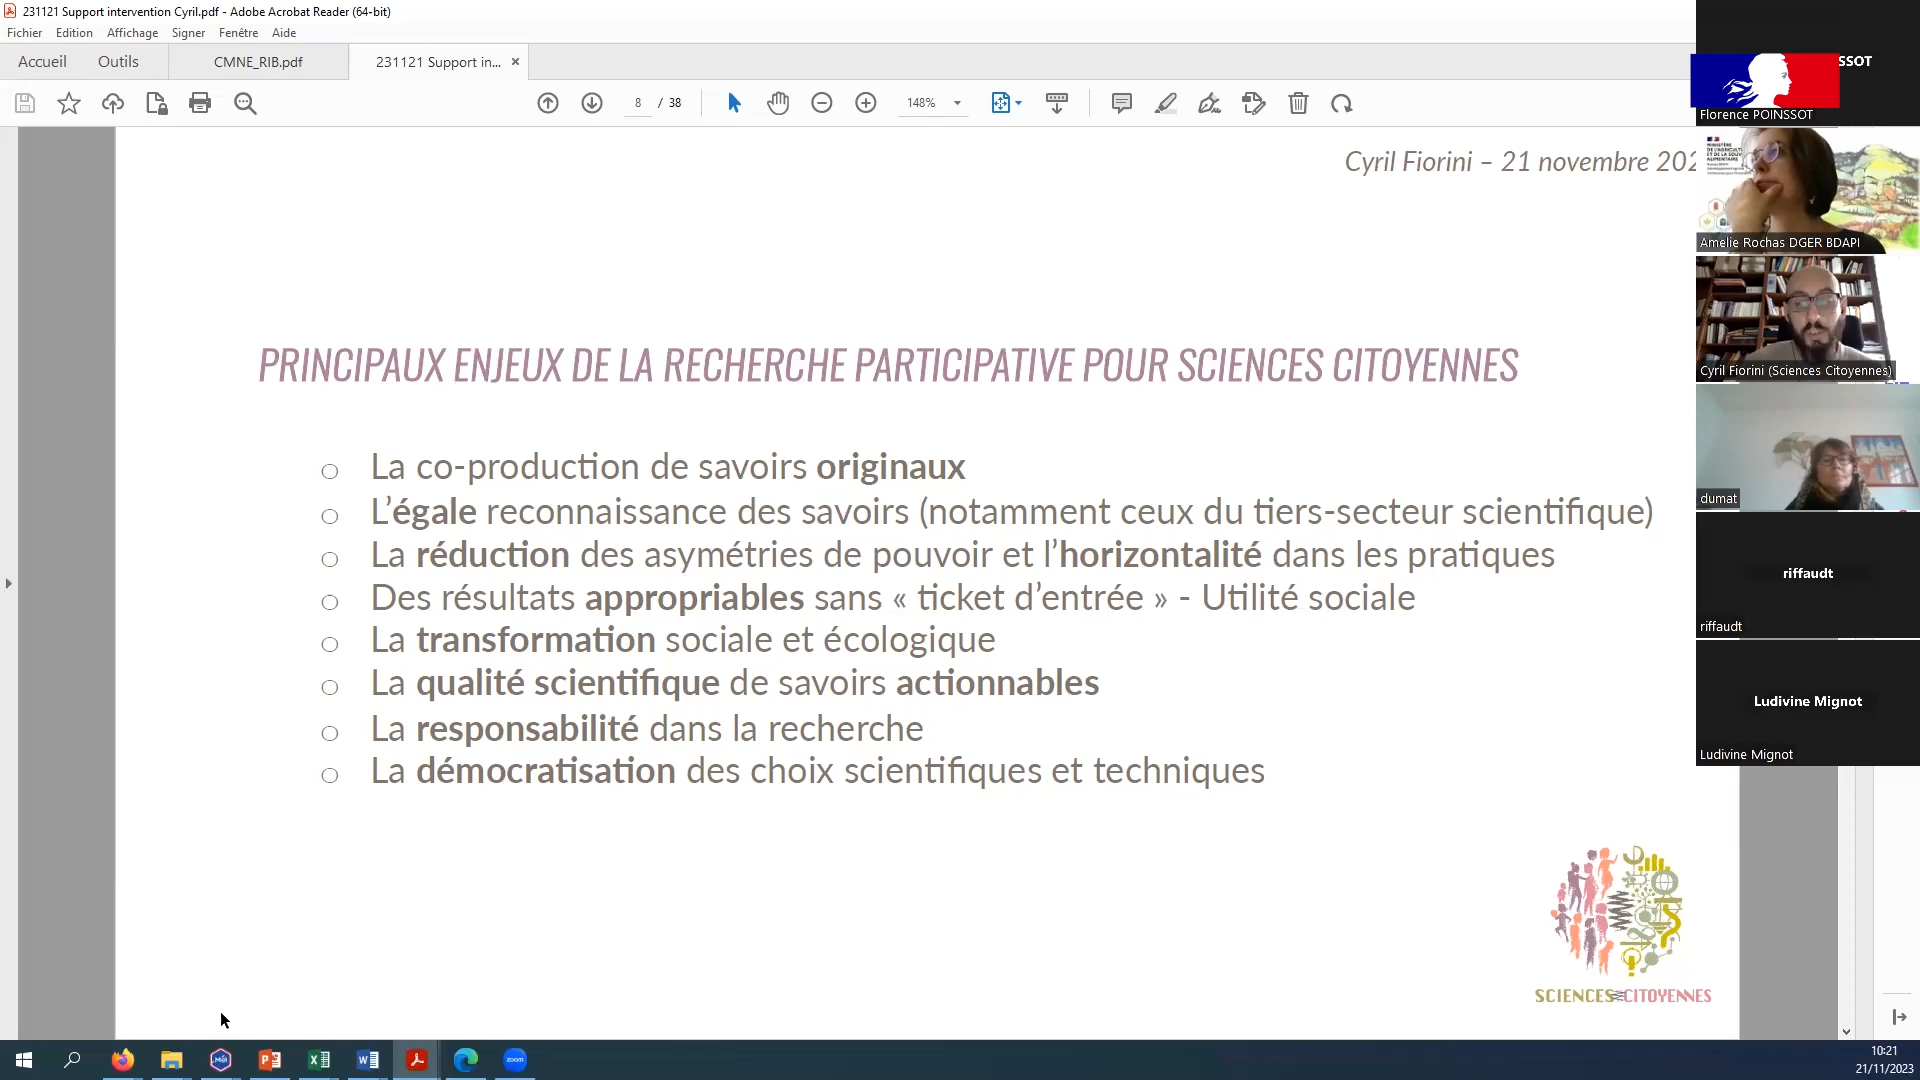 231121 Support intervention Cyril.pdf - Adobe Acrobat Reader (64-bit)
Fichier Edition Affichage Signer Fenêtre Aide
Accueil Outils CMNE_RIB.pdf 231121 Support in... ×
8 / 38 148%
Cyril Fiorini – 21 novembre 202
PRINCIPAUX ENJEUX DE LA RECHERCHE PARTICIPATIVE POUR SCIENCES CITOYENNES
La co-production de savoirs originaux
L’égale reconnaissance des savoirs (notamment ceux du tiers-secteur scientifique)
La réduction des asymétries de pouvoir et l’horizontalité dans les pratiques
Des résultats appropriables sans « ticket d’entrée » - Utilité sociale
La transformation sociale et écologique
La qualité scientifique de savoirs actionnables
La responsabilité dans la recherche
La démocratisation des choix scientifiques et techniques
SCIENCES CITOYENNES
SSOT
Florence POINSSOT
Amelie Rochas DGER BDAPI
Cyril Fiorini (Sciences Citoyennes)
dumat
riffaudt
riffaudt
Ludivine Mignot
Ludivine Mignot
zoom
10:21
21/11/2023